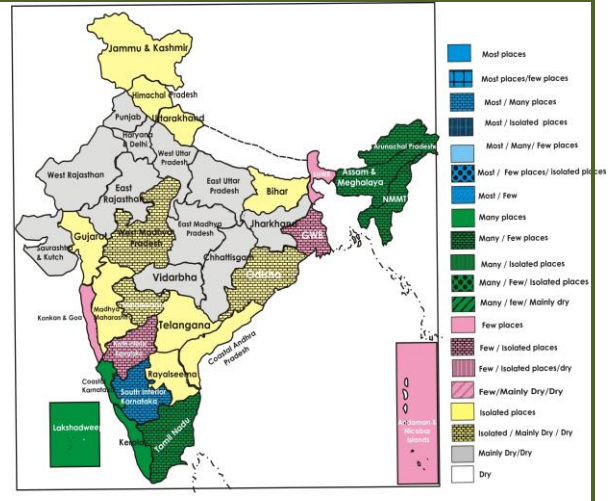 Jammu & Kashmir
Himachal Pradesh
Punjab
Uttarakhand
Haryana
& Delhi
West Uttar
Pradesh
West Rajasthan
East
Rajasthan
East Uttar
Pradesh
Bihar
SHWB
Assam &
Meghalaya
Arunachal Pradesh
NMMT
Gujarat
Saurashtra
& Kutch
West Madhya
Pradesh
East Madhya
Pradesh
Jharkhand
GWB
Chhattisgarh
Vidarbha
Odisha
Konkan & Goa
Madhya
Maharashtra
Telangana
Coastal Andhra
Pradesh
North Interior
Karnataka
Rayalseema
Coastal
Karnataka
South Interior
Karnataka
Lakshadweep
Kerala
Tamil Nadu
Andaman &
Nicobar
Islands
Most places
Most places/few places
Most / Many places
Most / Isolated places
Most / Many / Few places
Most / Few places/ Isolated places
Most / Few
Many places
Many / Few places
Many / Isolated places
Many / Few/ Isolated places
Many / few/ Mainly dry
Few places
Few / Isolated places
Few / Isolated places/dry
Few/Mainly Dry/Dry
Isolated places
Isolated / Mainly Dry / Dry
Mainly Dry/Dry
Dry